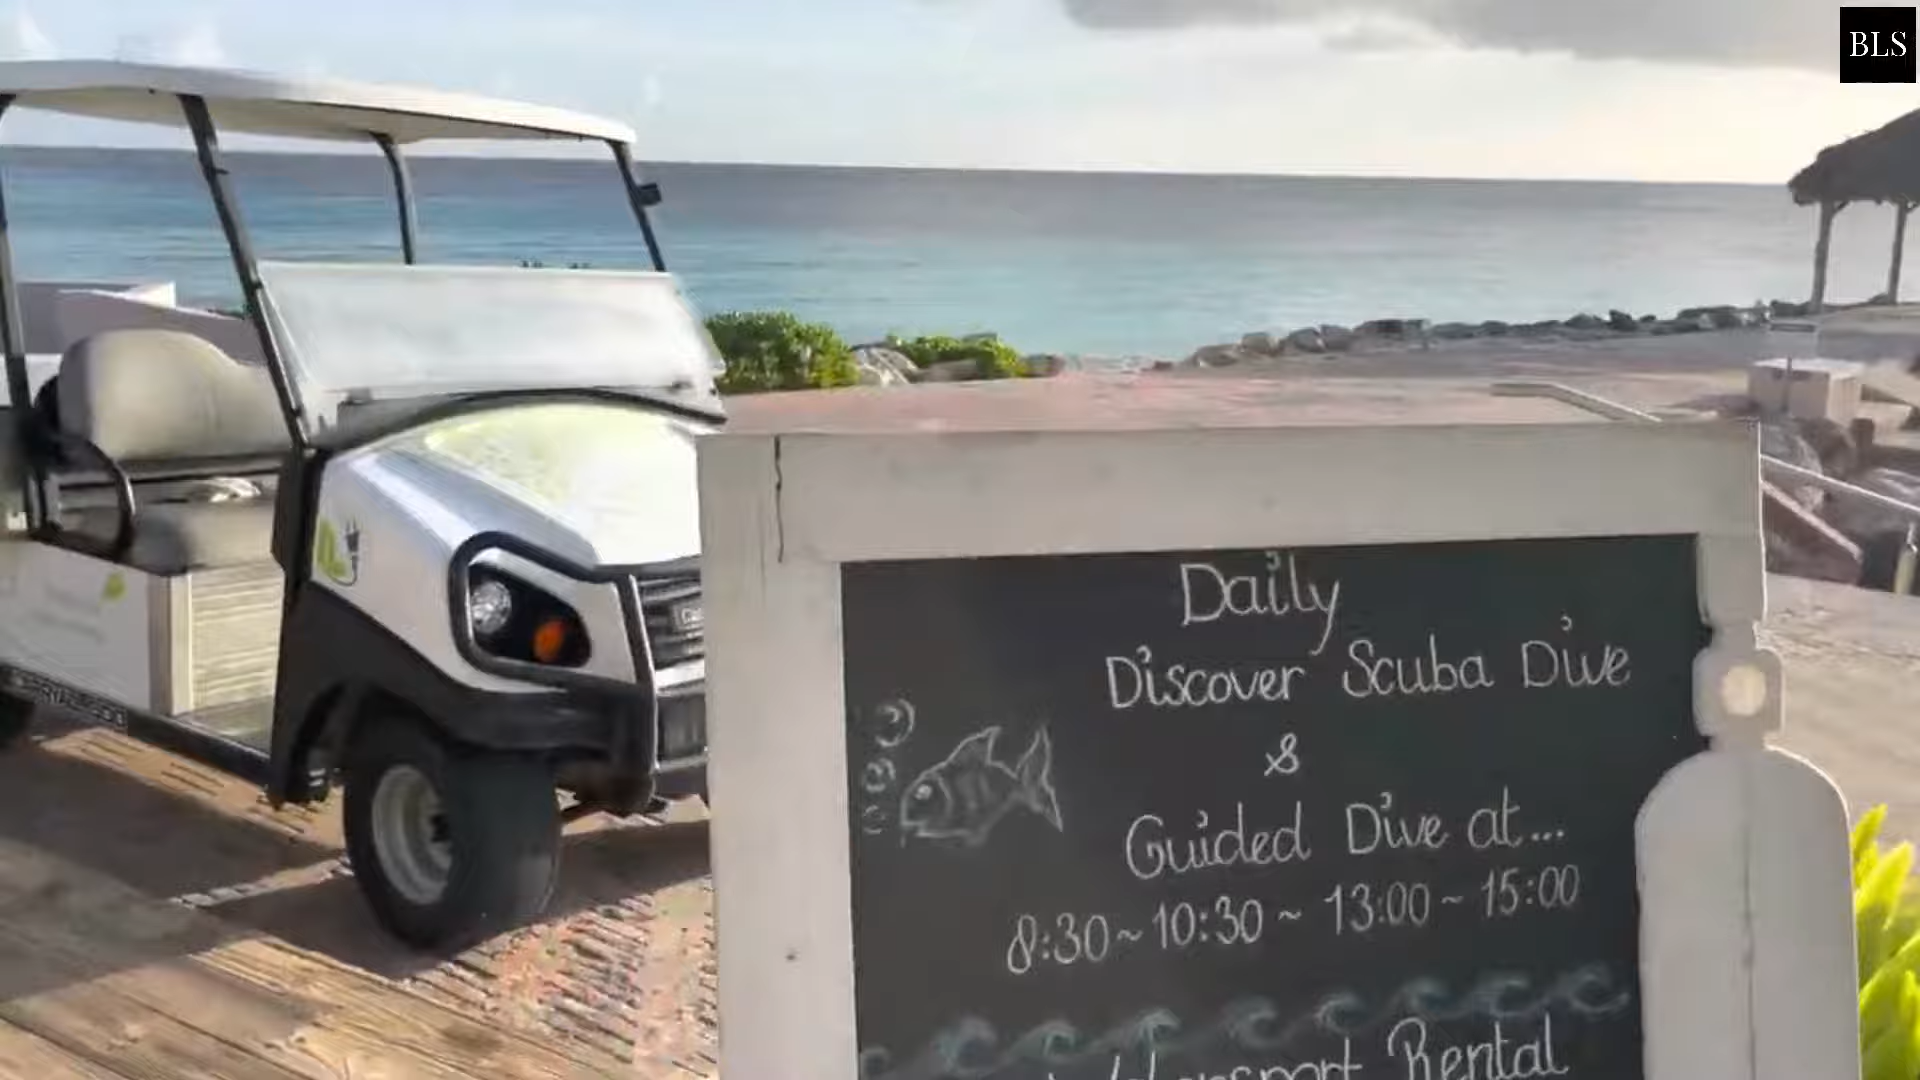 BLS
Daily
Discover Scuba Dive
&
Guided Dive at...
8:30~10:30~ 13:00~15:00
Rental